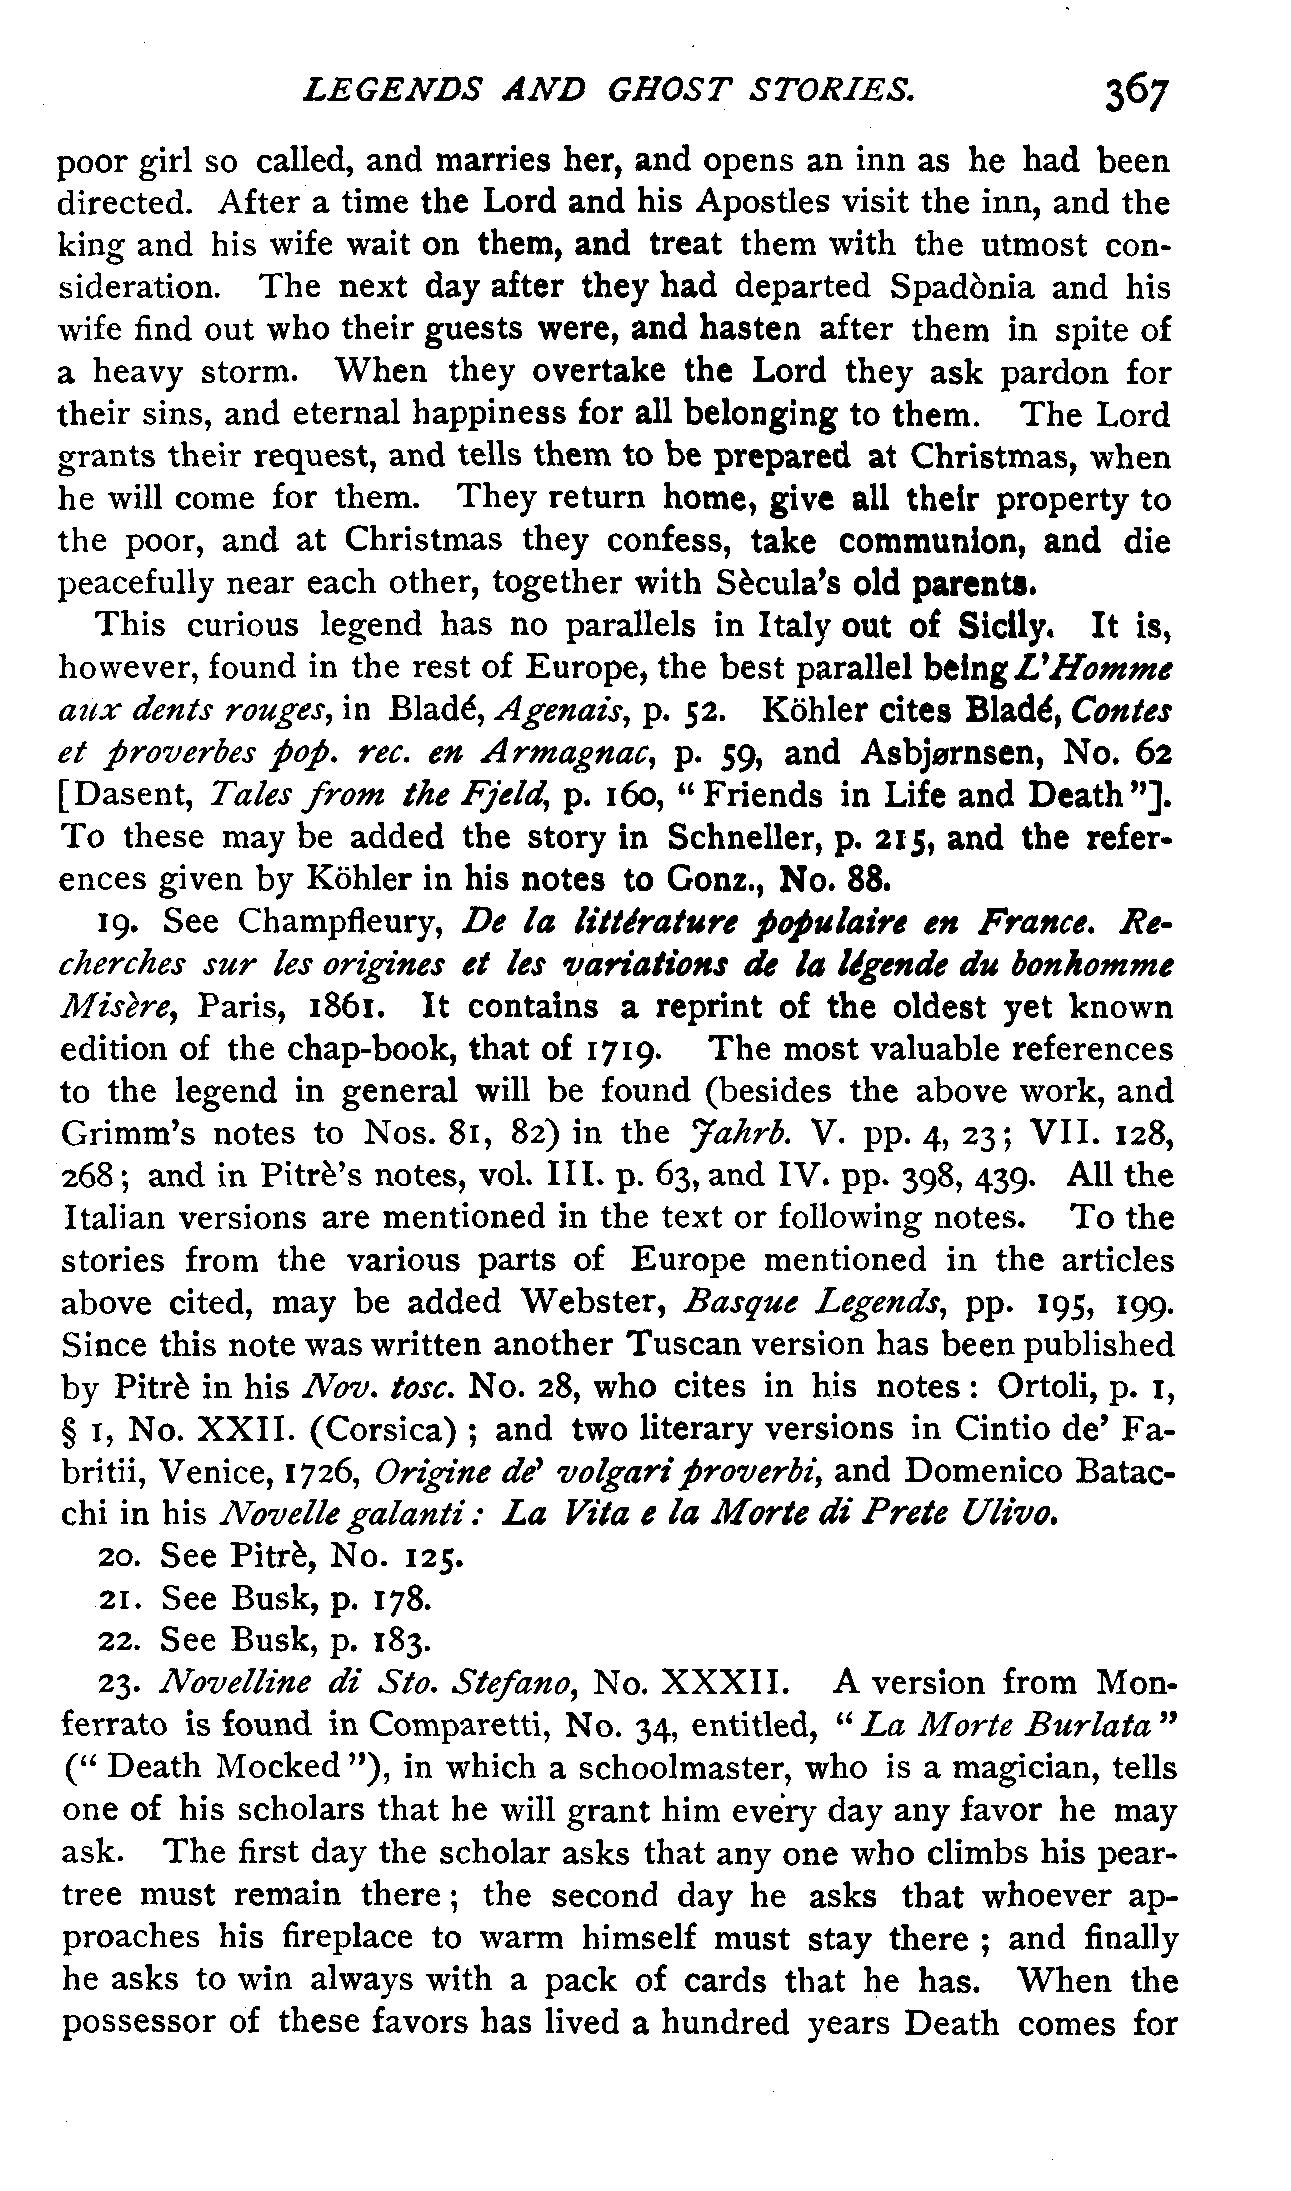 LEGENDS AND GHOST STORIES. 367
poor girl so called, and marries her, and opens an inn as he had been
directed. After a time the Lord and his Apostles visit the inn, and the
king and his wife wait on them, and treat them with the utmost con-
sideration. The next day after they had departed Spadònia and his
wife find out who their guests were, and hasten after them in spite of
a heavy storm. When they overtake the Lord they ask pardon for
their sins, and eternal happiness for all belonging to them. The Lord
grants their request, and tells them to be prepared at Christmas, when
he will come for them. They return home, give all their property to
the poor, and at Christmas they confess, take communion, and die
peacefully near each other, together with Sècula's old parents.
This curious legend has no parallels in Italy out of Sicily. It is,
however, found in the rest of Europe, the best parallel being L'Homme
aux dents rouges, in Bladé, Agenais, p. 52. Köhler cites Bladé, Contes
et proverbes pop. rec. en Armagnac, p. 59, and Asbjørnsen, No. 62
[Dasent, Tales from the Fjeld, p. 160, "Friends in Life and Death"].
To these may be added the story in Schneller, p. 215, and the refer-
ences given by Köhler in his notes to Gonz., No. 88.
19. See Champfleury, De la littérature populaire en France. Re-
cherches sur les origines et les variations de la légende du bonhomme
Misère, Paris, 1861. It contains a reprint of the oldest yet known
edition of the chap-book, that of 1719. The most valuable references
to the legend in general will be found (besides the above work, and
Grimm's notes to Nos. 81, 82) in the Jahrb. V. pp. 4, 23; VII. 128,
268; and in Pitrè's notes, vol. III. p. 63, and IV. pp. 398, 439. All the
Italian versions are mentioned in the text or following notes. To the
stories from the various parts of Europe mentioned in the articles
above cited, may be added Webster, Basque Legends, pp. 195, 199.
Since this note was written another Tuscan version has been published
by Pitrè in his Nov. tosc. No. 28, who cites in his notes: Ortoli, p. 1,
§ 1, No. XXII. (Corsica); and two literary versions in Cintio de' Fa-
britii, Venice, 1726, Origine de' volgari proverbi, and Domenico Batac-
chi in his Novelle galanti: La Vita e la Morte di Prete Ulivo.
20. See Pitrè, No. 125.
21. See Busk, p. 178.
22. See Busk, p. 183.
23. Novelline di Sto. Stefano, No. XXXII. A version from Mon-
ferrato is found in Comparetti, No. 34, entitled, "La Morte Burlata"
("Death Mocked"), in which a schoolmaster, who is a magician, tells
one of his scholars that he will grant him every day any favor he may
ask. The first day the scholar asks that any one who climbs his pear-
tree must remain there; the second day he asks that whoever ap-
proaches his fireplace to warm himself must stay there; and finally
he asks to win always with a pack of cards that he has. When the
possessor of these favors has lived a hundred years Death comes for